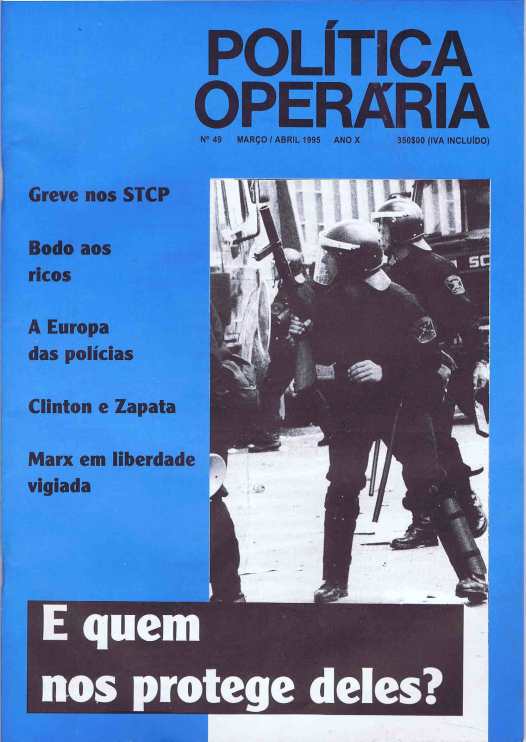 POLÍTICA
OPERÁRIA
Nº 49 MARÇO / ABRIL 1995 ANO X 350$00 (IVA INCLUÍDO)
Greve nos STCP
Bodo aos
ricos
A Europa
das polícias
Clinton e Zapata
Marx em liberdade
vigiada
SC
E quem
nos protege deles?